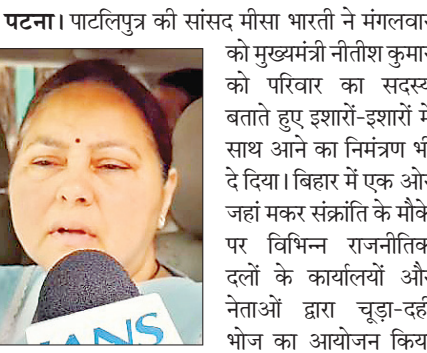 पटना। पाटलिपुत्र की सांसद मीसा भारती ने मंगलवार
को मुख्यमंत्री नीतीश कुमार
को परिवार का सदस्य
बताते हुए इशारों-इशारों में
साथ आने का निमंत्रण भी
दे दिया। बिहार में एक ओर
जहां मकर संक्रांति के मौके
पर विभिन्न राजनीतिक
दलों के कार्यालयों और
नेताओं द्वारा चूड़ा-दही
भोज का आयोजन किया
IANS